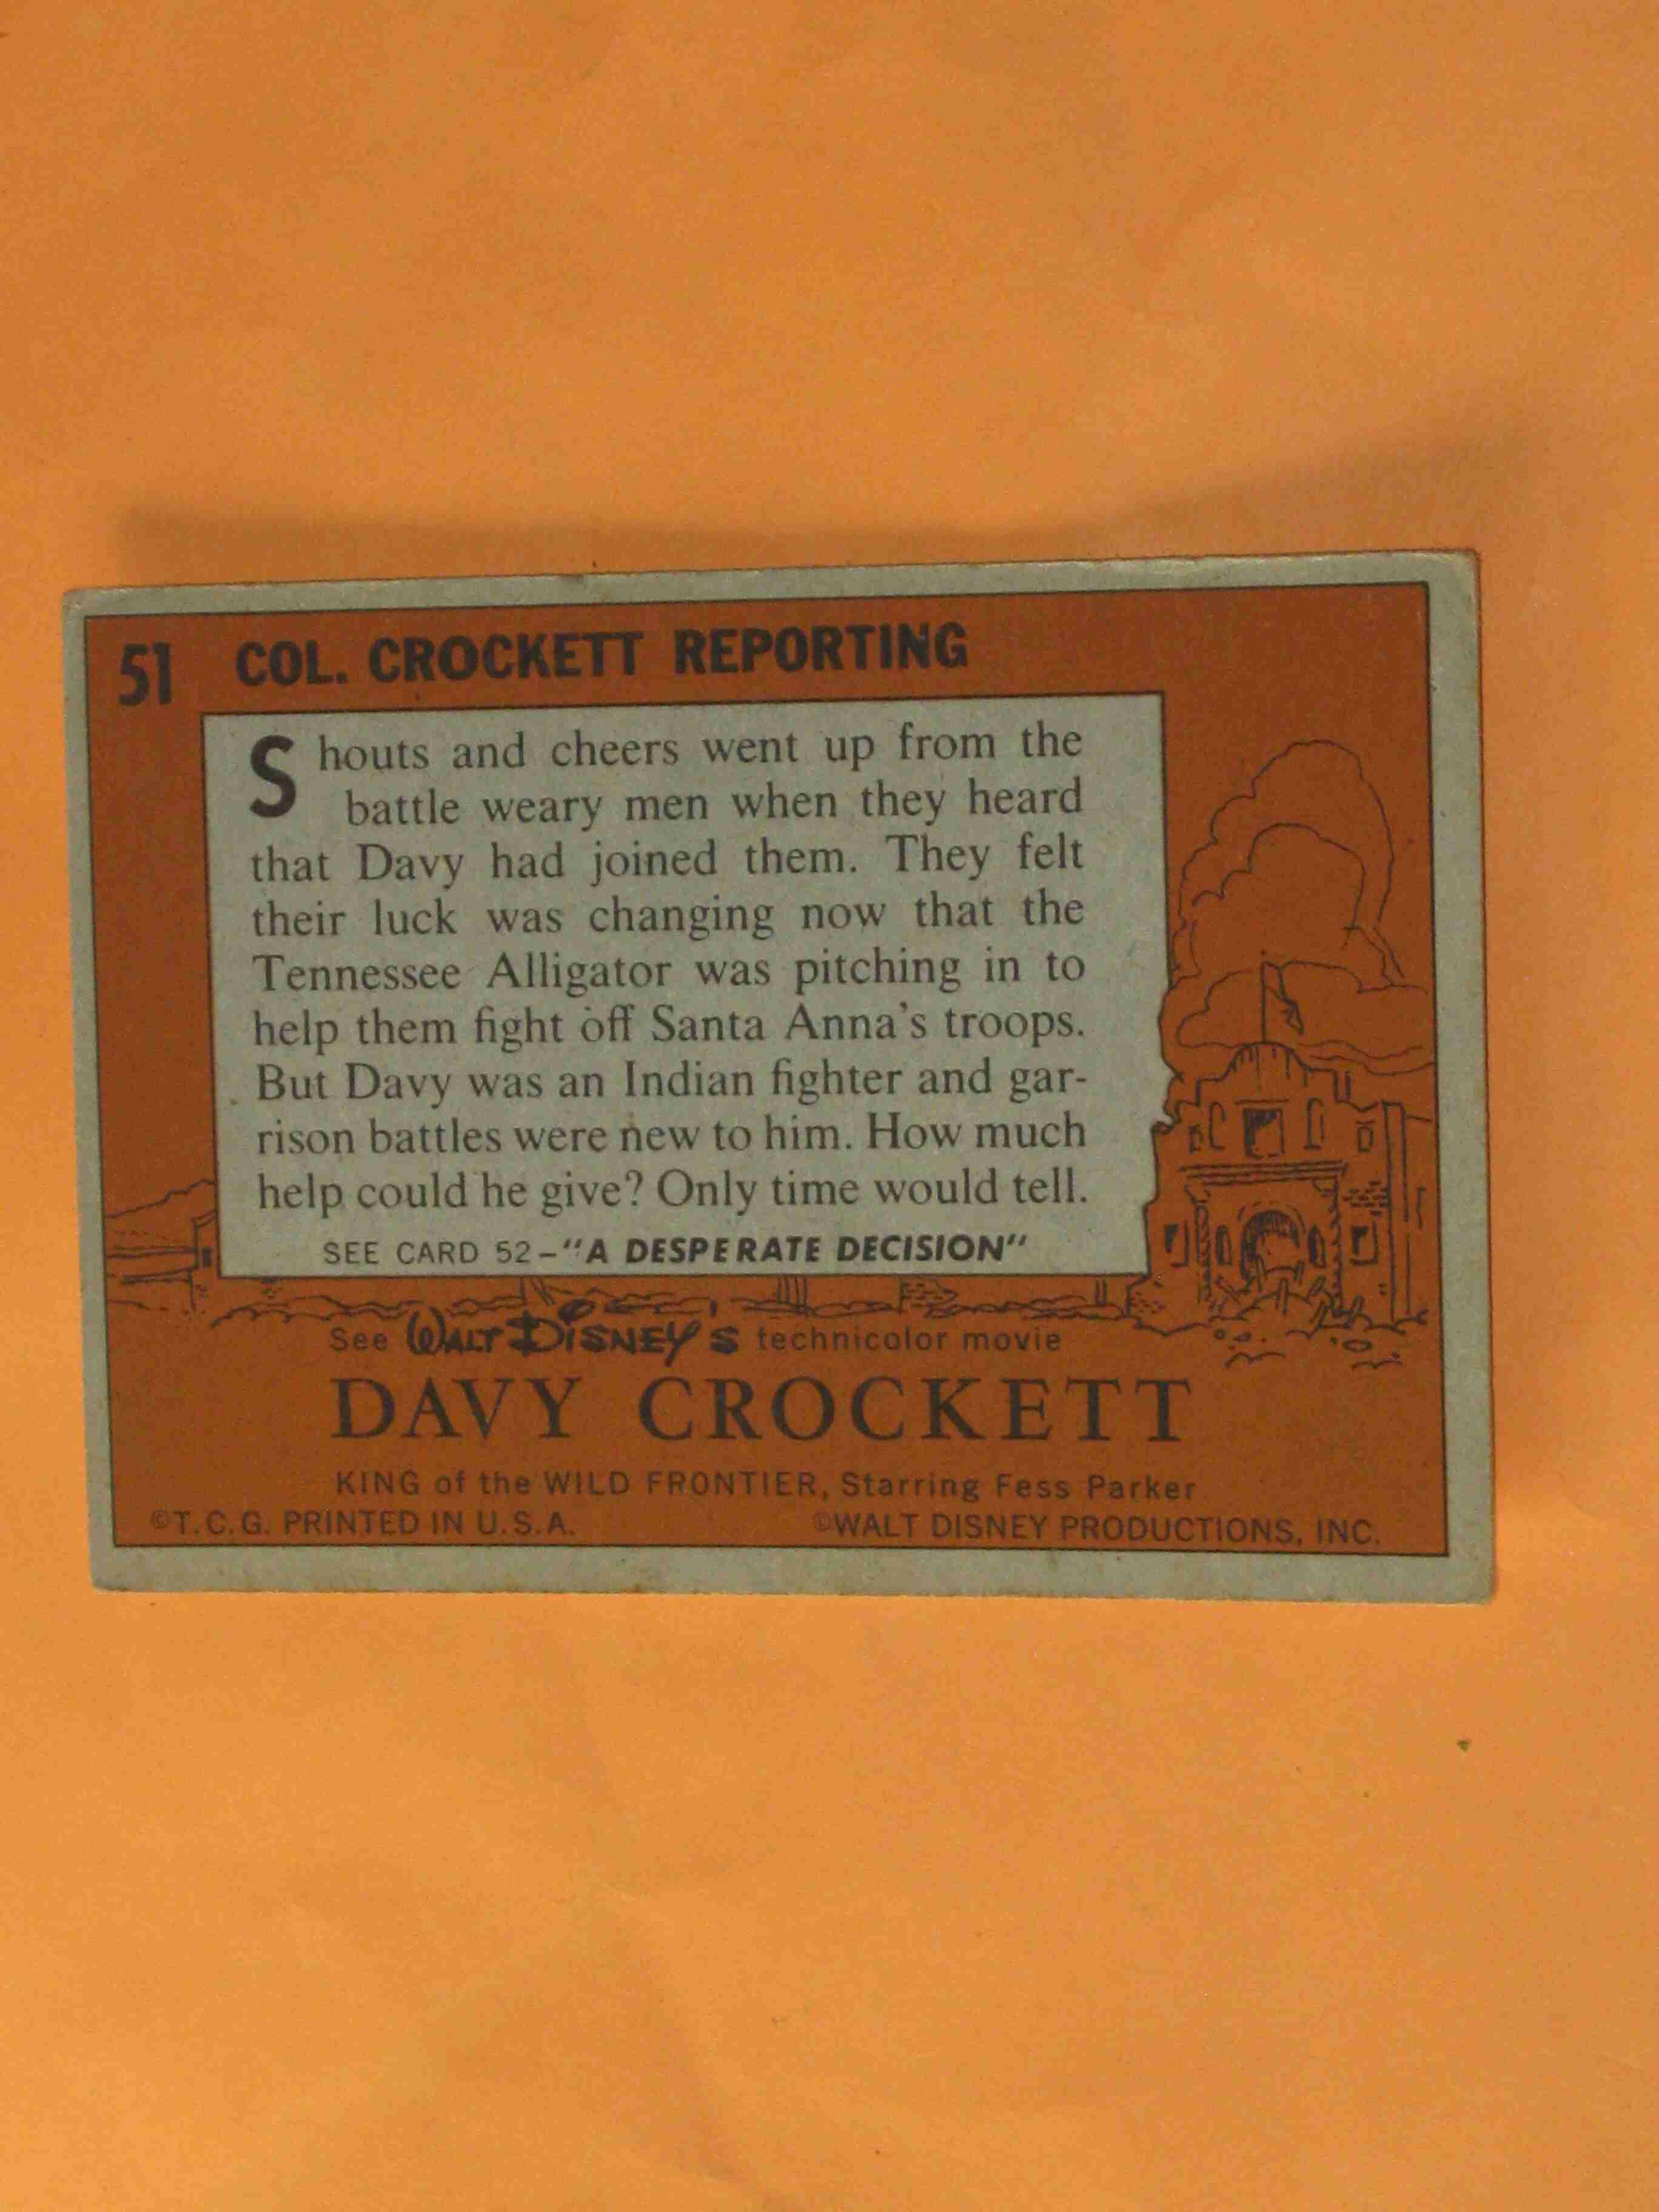 51 COL. CROCKETT REPORTING
Shouts and cheers went up from the
battle weary men when they heard
that Davy had joined them. They felt
their luck was changing now that the
Tennessee Alligator was pitching in to
help them fight off Santa Anna's troops.
But Davy was an Indian fighter and gar-
rison battles were new to him. How much
help could he give? Only time would tell.
SEE CARD 52-"A DESPERATE DECISION"
See WALT DISNEY'S technicolor movie
DAVY CROCKETT
KING of the WILD FRONTIER, Starring Fess Parker
©T.C.G. PRINTED IN U.S.A. ©WALT DISNEY PRODUCTIONS, INC.